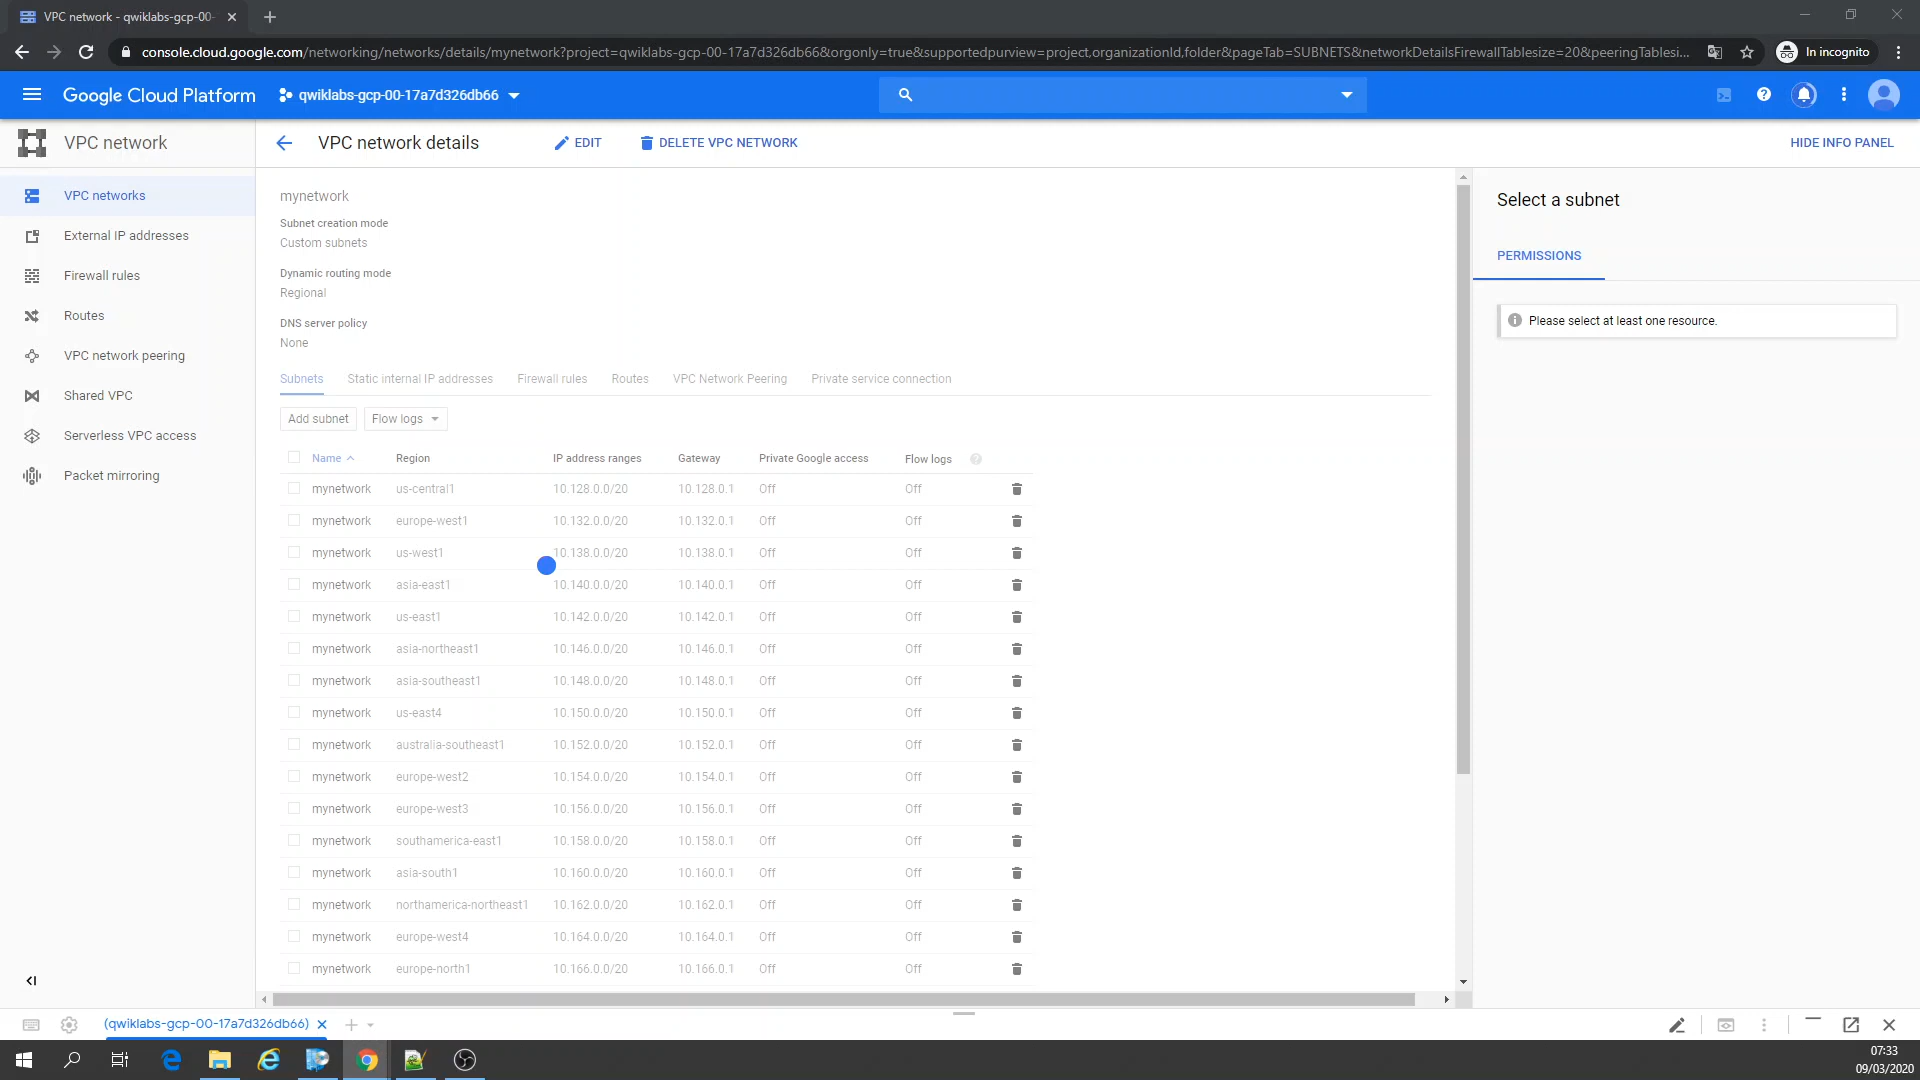 VPC network - qwiklabs-gcp-00-
console.cloud.google.com/networking/networks/details/mynetwork?project=qwiklabs-gcp-00-17a7d326db66&orgonly=true&supportedpurview=project,organizationId,folder&pageTab=SUBNETS&networkDetailsFirewallTablesize=20&peeringTablesi...
In incognito
Google Cloud Platform
qwiklabs-gcp-00-17a7d326db66
VPC network
VPC network details
EDIT
DELETE VPC NETWORK
HIDE INFO PANEL
VPC networks
External IP addresses
Firewall rules
Routes
VPC network peering
Shared VPC
Serverless VPC access
Packet mirroring
mynetwork
Subnet creation mode
Custom subnets
Dynamic routing mode
Regional
DNS server policy
None
Subnets Static internal IP addresses Firewall rules Routes VPC Network Peering Private service connection
Add subnet Flow logs
Name Region IP address ranges Gateway Private Google access Flow logs
mynetwork us-central1 10.128.0.0/20 10.128.0.1 Off Off
mynetwork europe-west1 10.132.0.0/20 10.132.0.1 Off Off
mynetwork us-west1 10.138.0.0/20 10.138.0.1 Off Off
mynetwork asia-east1 10.140.0.0/20 10.140.0.1 Off Off
mynetwork us-east1 10.142.0.0/20 10.142.0.1 Off Off
mynetwork asia-northeast1 10.146.0.0/20 10.146.0.1 Off Off
mynetwork asia-southeast1 10.148.0.0/20 10.148.0.1 Off Off
mynetwork us-east4 10.150.0.0/20 10.150.0.1 Off Off
mynetwork australia-southeast1 10.152.0.0/20 10.152.0.1 Off Off
mynetwork europe-west2 10.154.0.0/20 10.154.0.1 Off Off
mynetwork europe-west3 10.156.0.0/20 10.156.0.1 Off Off
mynetwork southamerica-east1 10.158.0.0/20 10.158.0.1 Off Off
mynetwork asia-south1 10.160.0.0/20 10.160.0.1 Off Off
mynetwork northamerica-northeast1 10.162.0.0/20 10.162.0.1 Off Off
mynetwork europe-west4 10.164.0.0/20 10.164.0.1 Off Off
mynetwork europe-north1 10.166.0.0/20 10.166.0.1 Off Off
Select a subnet
PERMISSIONS
Please select at least one resource.
(qwiklabs-gcp-00-17a7d326db66)
07:33
09/03/2020